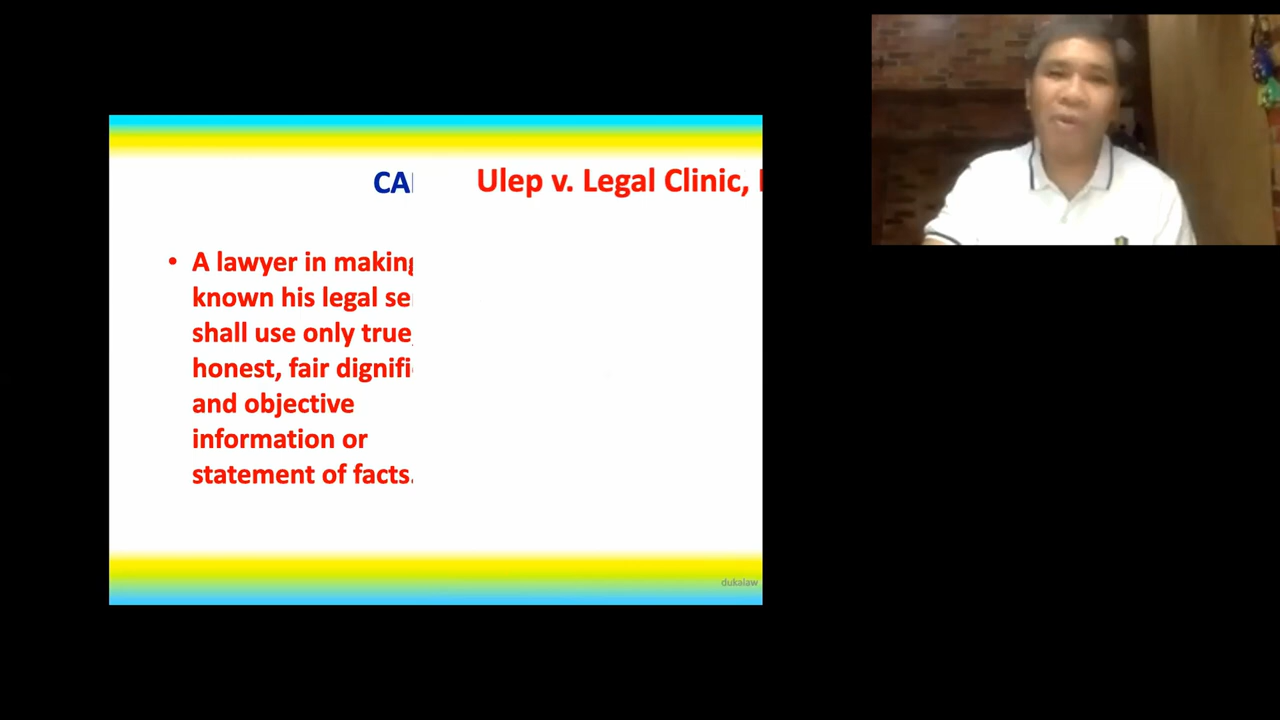 CA
Ulep v. Legal Clinic,
A lawyer in making
known his legal se
shall use only true,
honest, fair dignifi
and objective
information or
statement of facts.
dukalaw